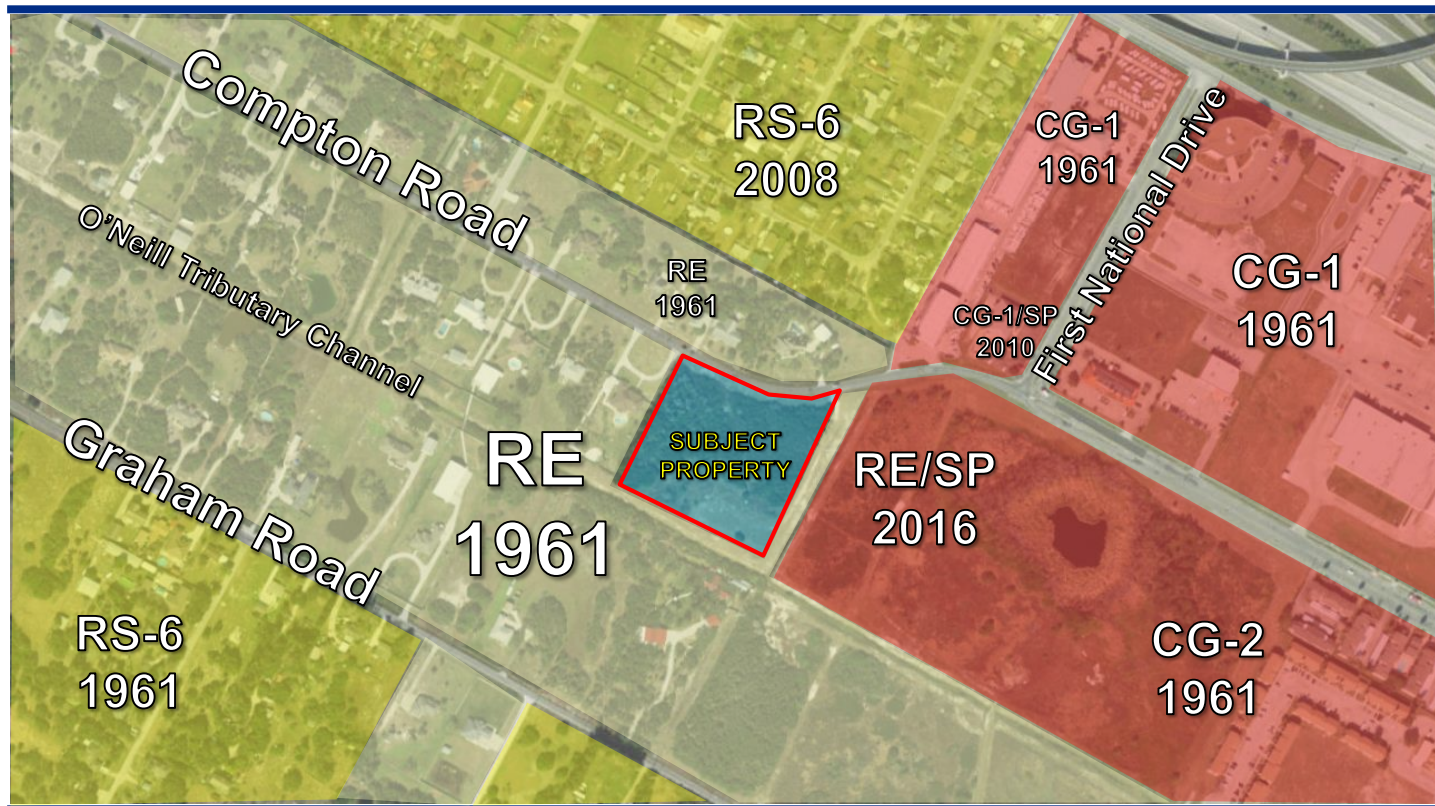 Compton Road
RS-6
2008
CG-1
1961
First National Drive
O'Neill Tributary Channel
RE
1961
CG-1/SP
2010
CG-1
1961
Graham Road
RE
1961
SUBJECT
PROPERTY
RE/SP
2016
RS-6
1961
CG-2
1961